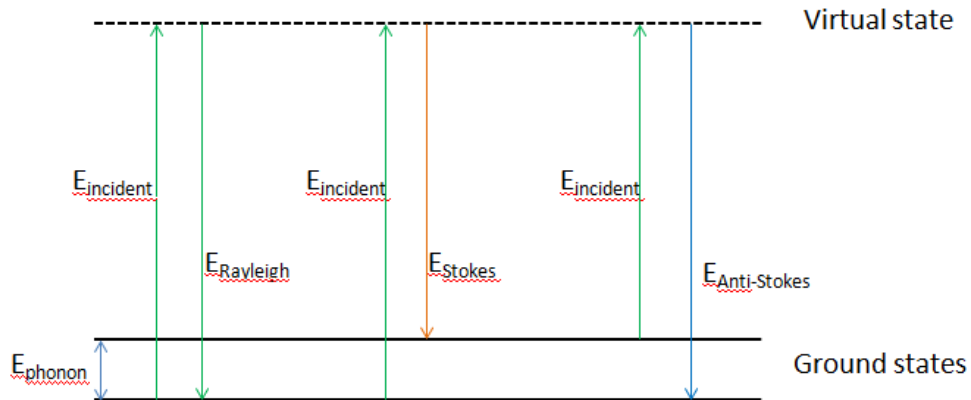 Virtual state
Eincident
Eincident
Eincident
ERayleigh
EStokes
EAnti-Stokes
Ephonon
Ground states